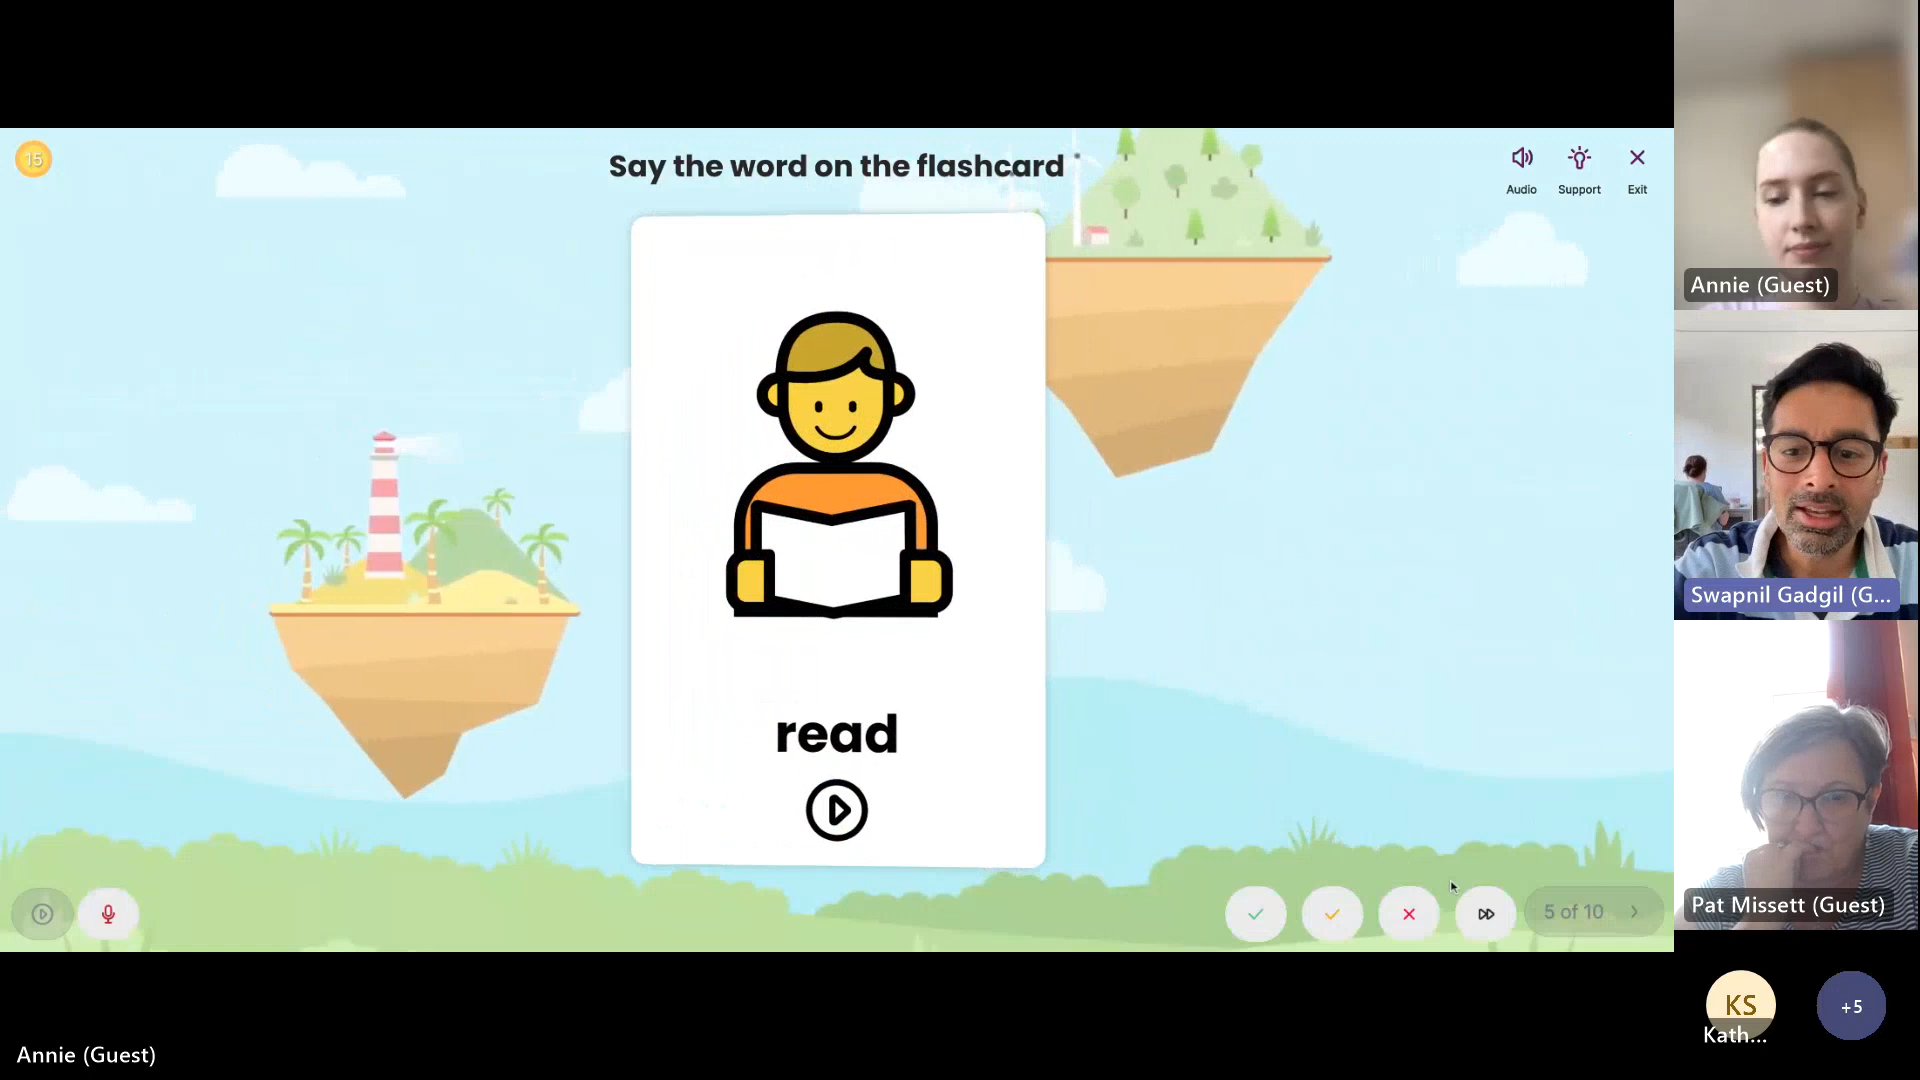 15
Say the word on the flashcard
Audio
Support
Exit
read
5 of 10
Annie (Guest)
Swapnil Gadgil (G...
Pat Missett (Guest)
KS
Kath...
+5
Annie (Guest)